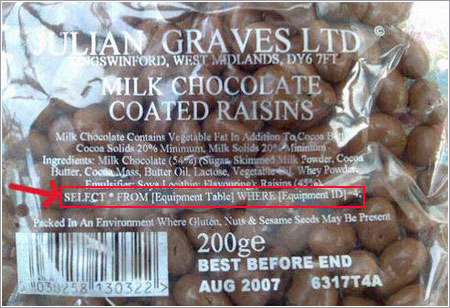 JULIAN GRAVES LTD ©
KINGSWINFORD, WEST MIDLANDS, DY6 7FT
MILK CHOCOLATE
COATED RAISINS
Milk Chocolate Contains Vegetable Fat In Addition To Cocoa Butter
Cocoa Solids 20% Minimum, Milk Solids 20% Minimum
Ingredients: Milk Chocolate (54%) (Sugar, Skimmed Milk Powder, Cocoa
Butter, Cocoa Mass, Butter Oil, Lactose, Vegetable Oil, Whey Powder,
Emulsifier: Soya Lecithin, Flavouring), Raisins (45%),
SELECT * FROM [Equipment Table] WHERE [Equipment ID]=4;
Packed In An Environment Where Gluten, Nuts & Sesame Seeds May Be Present
200g℮
BEST BEFORE END
AUG 2007 6317T4A
5 030258 130322